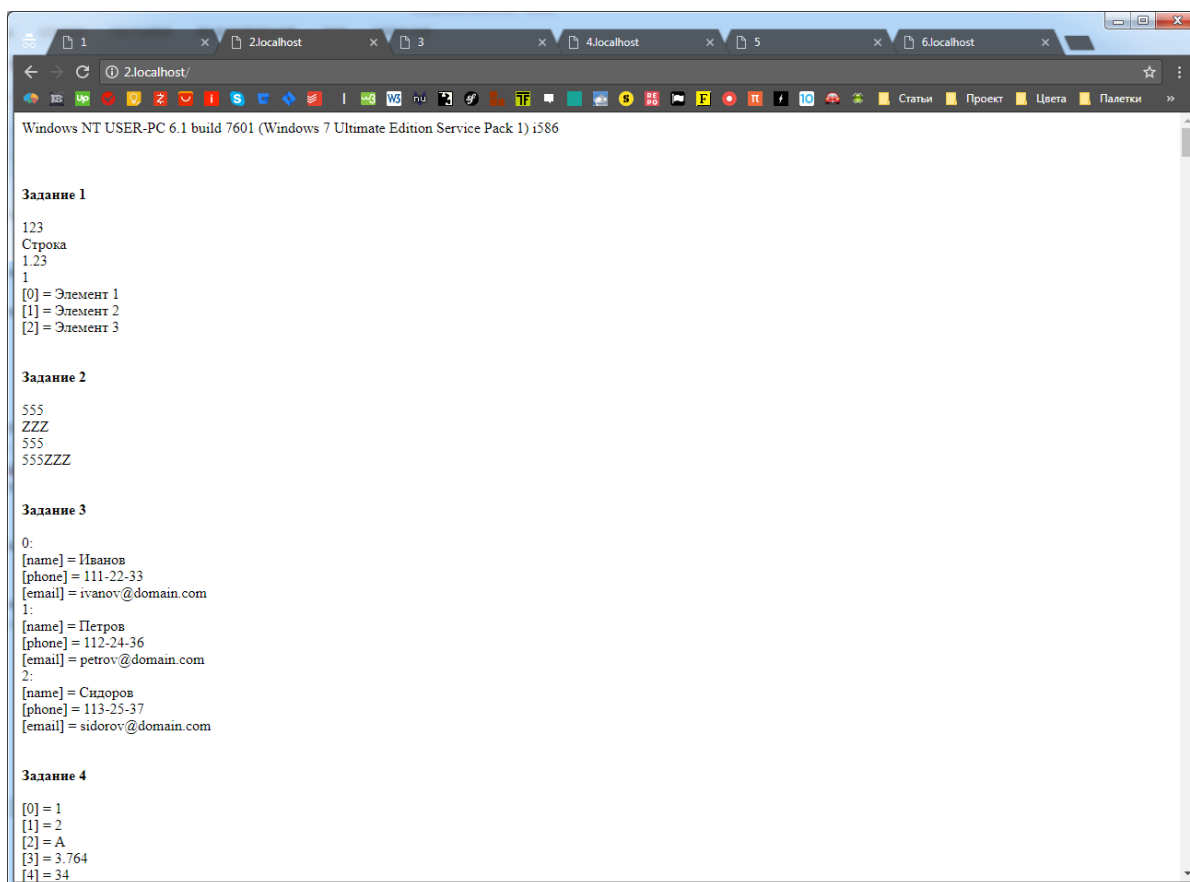 1
2.localhost
3
4.localhost
5
6.localhost
2.localhost/
Статьи
Проект
Цвета
Палетки
»
Windows NT USER-PC 6.1 build 7601 (Windows 7 Ultimate Edition Service Pack 1) i586
Задание 1
123
Строка
1.23
1
[0] = Элемент 1
[1] = Элемент 2
[2] = Элемент 3
Задание 2
555
ZZZ
555
555ZZZ
Задание 3
0:
[name] = Иванов
[phone] = 111-22-33
[email] = ivanov@domain.com
1:
[name] = Петров
[phone] = 112-24-36
[email] = petrov@domain.com
2:
[name] = Сидоров
[phone] = 113-25-37
[email] = sidorov@domain.com
Задание 4
[0] = 1
[1] = 2
[2] = A
[3] = 3.764
[4] = 34